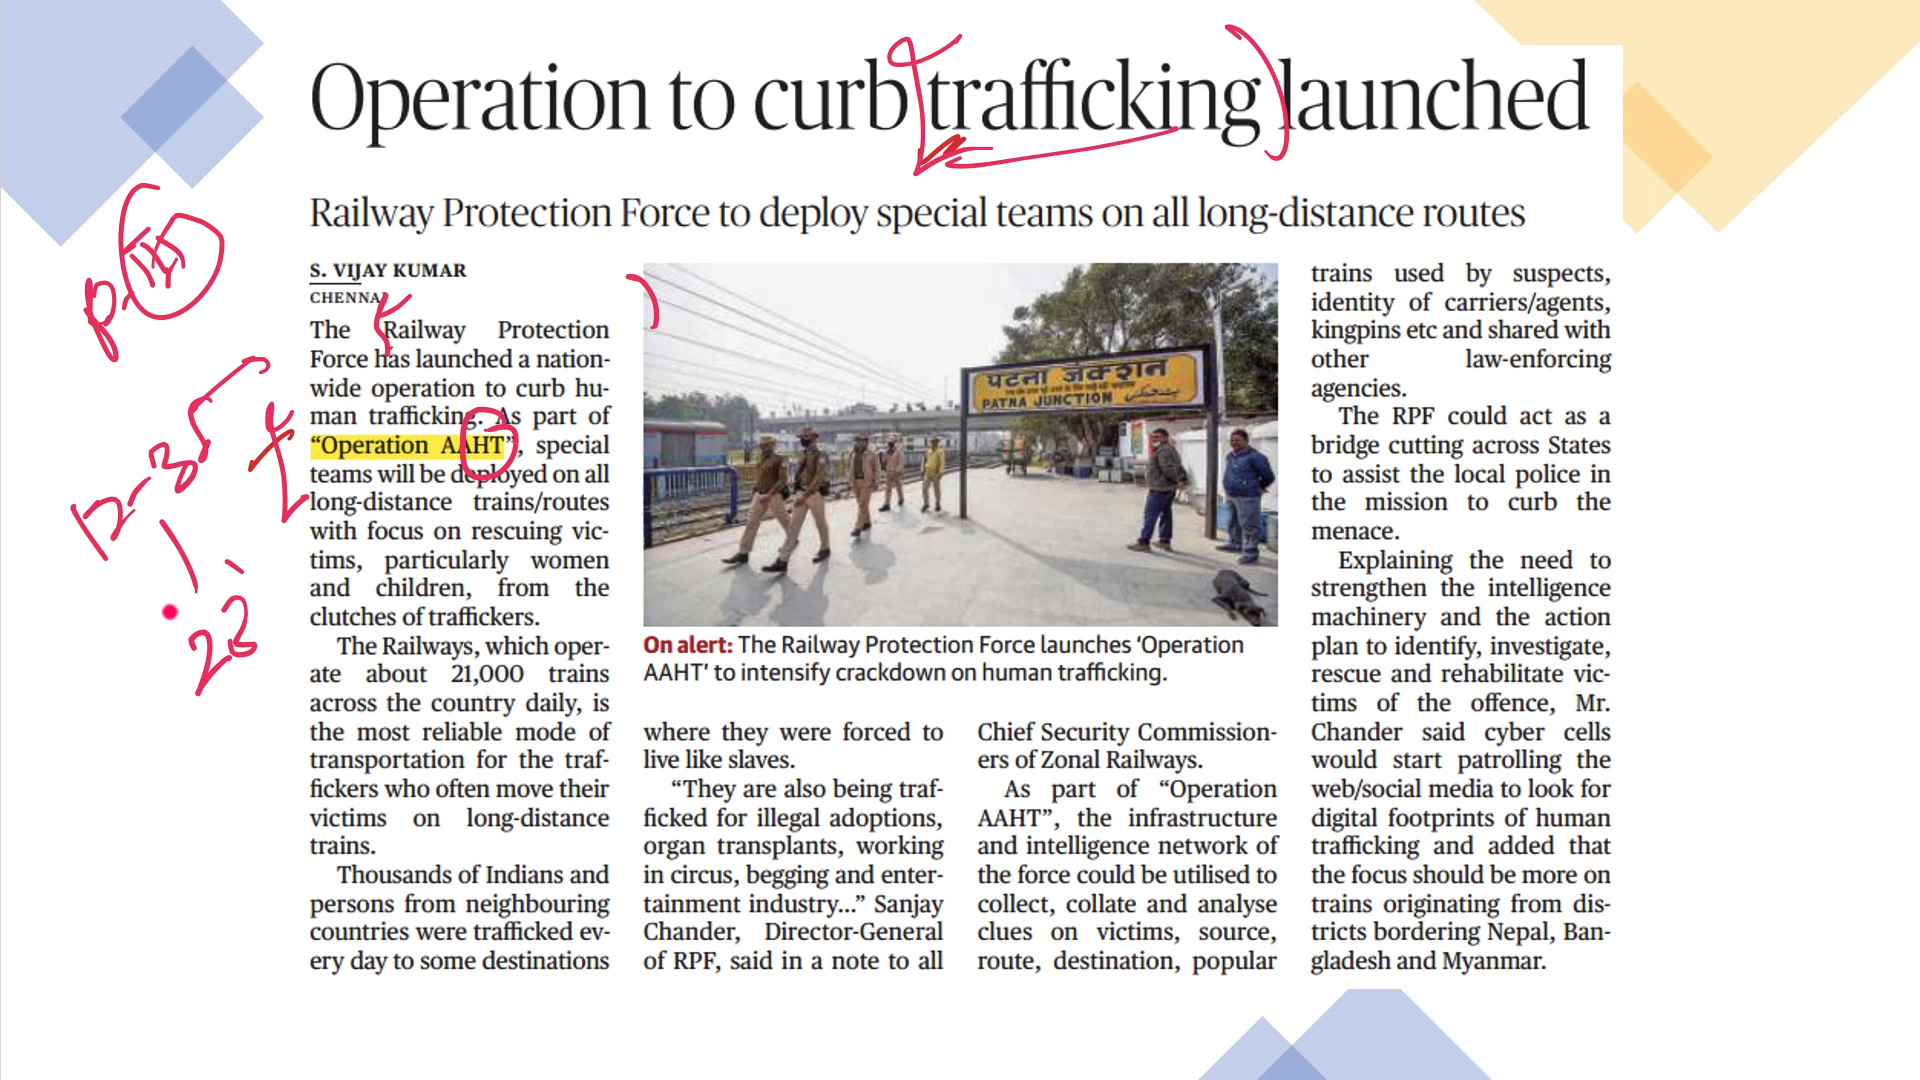 Operation to curb trafficking launched
Railway Protection Force to deploy special teams on all long-distance routes
S. VIJAY KUMAR
CHENNAI
The Railway Protection
Force has launched a nation-
wide operation to curb hu-
man trafficking. As part of
“Operation AAHT”, special
teams will be deployed on all
long-distance trains/routes
with focus on rescuing vic-
tims, particularly women
and children, from the
clutches of traffickers.
The Railways, which oper-
ate about 21,000 trains
across the country daily, is
the most reliable mode of
transportation for the traf-
fickers who often move their
victims on long-distance
trains.
Thousands of Indians and
persons from neighbouring
countries were trafficked ev-
ery day to some destinations
पटना जंक्शन
PATNA JUNCTION
On alert: The Railway Protection Force launches ‘Operation
AAHT’ to intensify crackdown on human trafficking.
where they were forced to
live like slaves.
“They are also being traf-
ficked for illegal adoptions,
organ transplants, working
in circus, begging and enter-
tainment industry...” Sanjay
Chander, Director-General
of RPF, said in a note to all
Chief Security Commission-
ers of Zonal Railways.
As part of “Operation
AAHT”, the infrastructure
and intelligence network of
the force could be utilised to
collect, collate and analyse
clues on victims, source,
route, destination, popular
trains used by suspects,
identity of carriers/agents,
kingpins etc and shared with
other law-enforcing
agencies.
The RPF could act as a
bridge cutting across States
to assist the local police in
the mission to curb the
menace.
Explaining the need to
strengthen the intelligence
machinery and the action
plan to identify, investigate,
rescue and rehabilitate vic-
tims of the offence, Mr.
Chander said cyber cells
would start patrolling the
web/social media to look for
digital footprints of human
trafficking and added that
the focus should be more on
trains originating from dis-
tricts bordering Nepal, Ban-
gladesh and Myanmar.